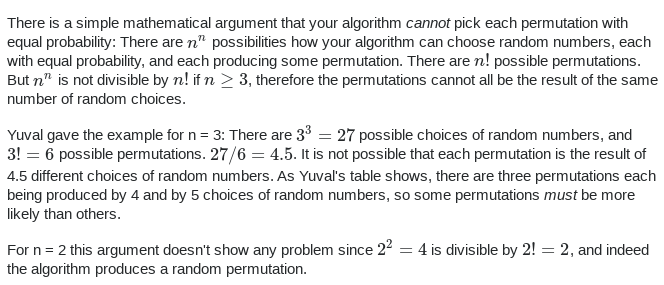 There is a simple mathematical argument that your algorithm cannot pick each permutation with
equal probability: There are nⁿ possibilities how your algorithm can choose random numbers, each
with equal probability, and each producing some permutation. There are n! possible permutations.
But nⁿ is not divisible by n! if n ≥ 3, therefore the permutations cannot all be the result of the same
number of random choices.
Yuval gave the example for n = 3: There are 3³ = 27 possible choices of random numbers, and
3! = 6 possible permutations. 27/6 = 4.5. It is not possible that each permutation is the result of
4.5 different choices of random numbers. As Yuval's table shows, there are three permutations each
being produced by 4 and by 5 choices of random numbers, so some permutations must be more
likely than others.
For n = 2 this argument doesn't show any problem since 2² = 4 is divisible by 2! = 2, and indeed
the algorithm produces a random permutation.